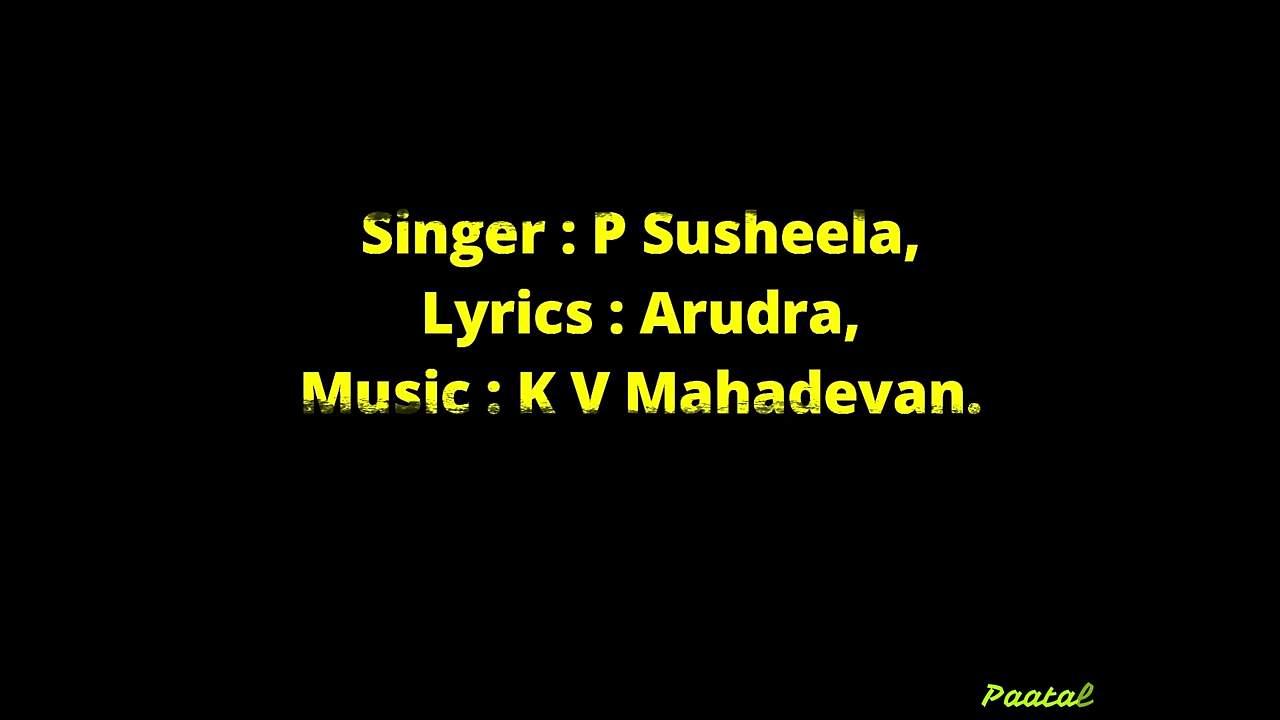 Singer : P Susheela,
Lyrics : Arudra,
Music : K V Mahadevan.
Paatal